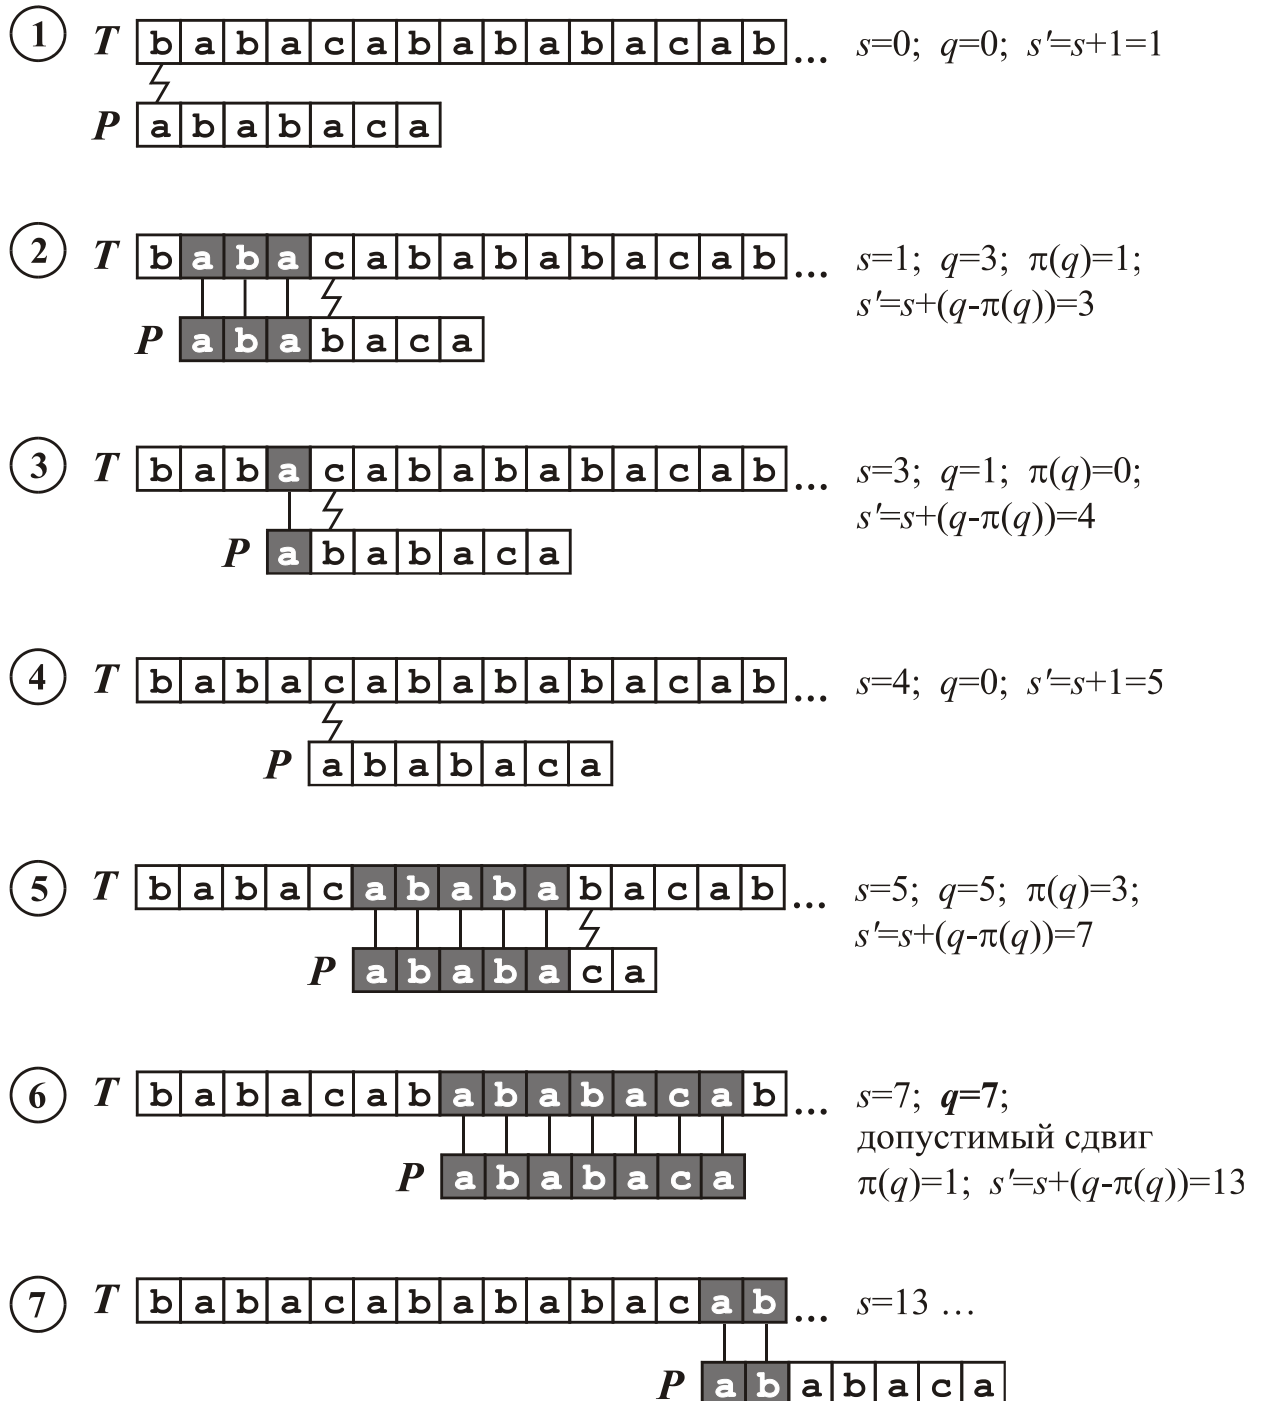 1 T b a b a c a b a b a b a c a b ... s=0; q=0; s'=s+1=1
P a b a b a c a
2 T b a b a c a b a b a b a c a b ... s=1; q=3; π(q)=1;
s'=s+(q-π(q))=3
P a b a b a c a
3 T b a b a c a b a b a b a c a b ... s=3; q=1; π(q)=0;
s'=s+(q-π(q))=4
P a b a b a c a
4 T b a b a c a b a b a b a c a b ... s=4; q=0; s'=s+1=5
P a b a b a c a
5 T b a b a c a b a b a b a c a b ... s=5; q=5; π(q)=3;
s'=s+(q-π(q))=7
P a b a b a c a
6 T b a b a c a b a b a b a c a b ... s=7; q=7;
допустимый сдвиг
P a b a b a c a π(q)=1; s'=s+(q-π(q))=13
7 T b a b a c a b a b a b a c a b ... s=13 ...
P a b a b a c a